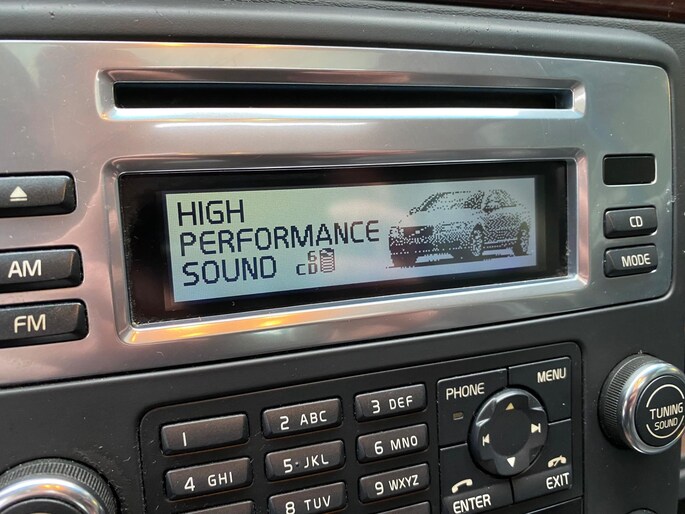 HIGH
PERFORMANCE
SOUND 6 CD
AM
FM
CD
MODE
1
2 ABC
3 DEF
4 GHI
5·JKL
6 MNO
8 TUV
9 WXYZ
PHONE
MENU
ENTER
EXIT
TUNING
SOUND